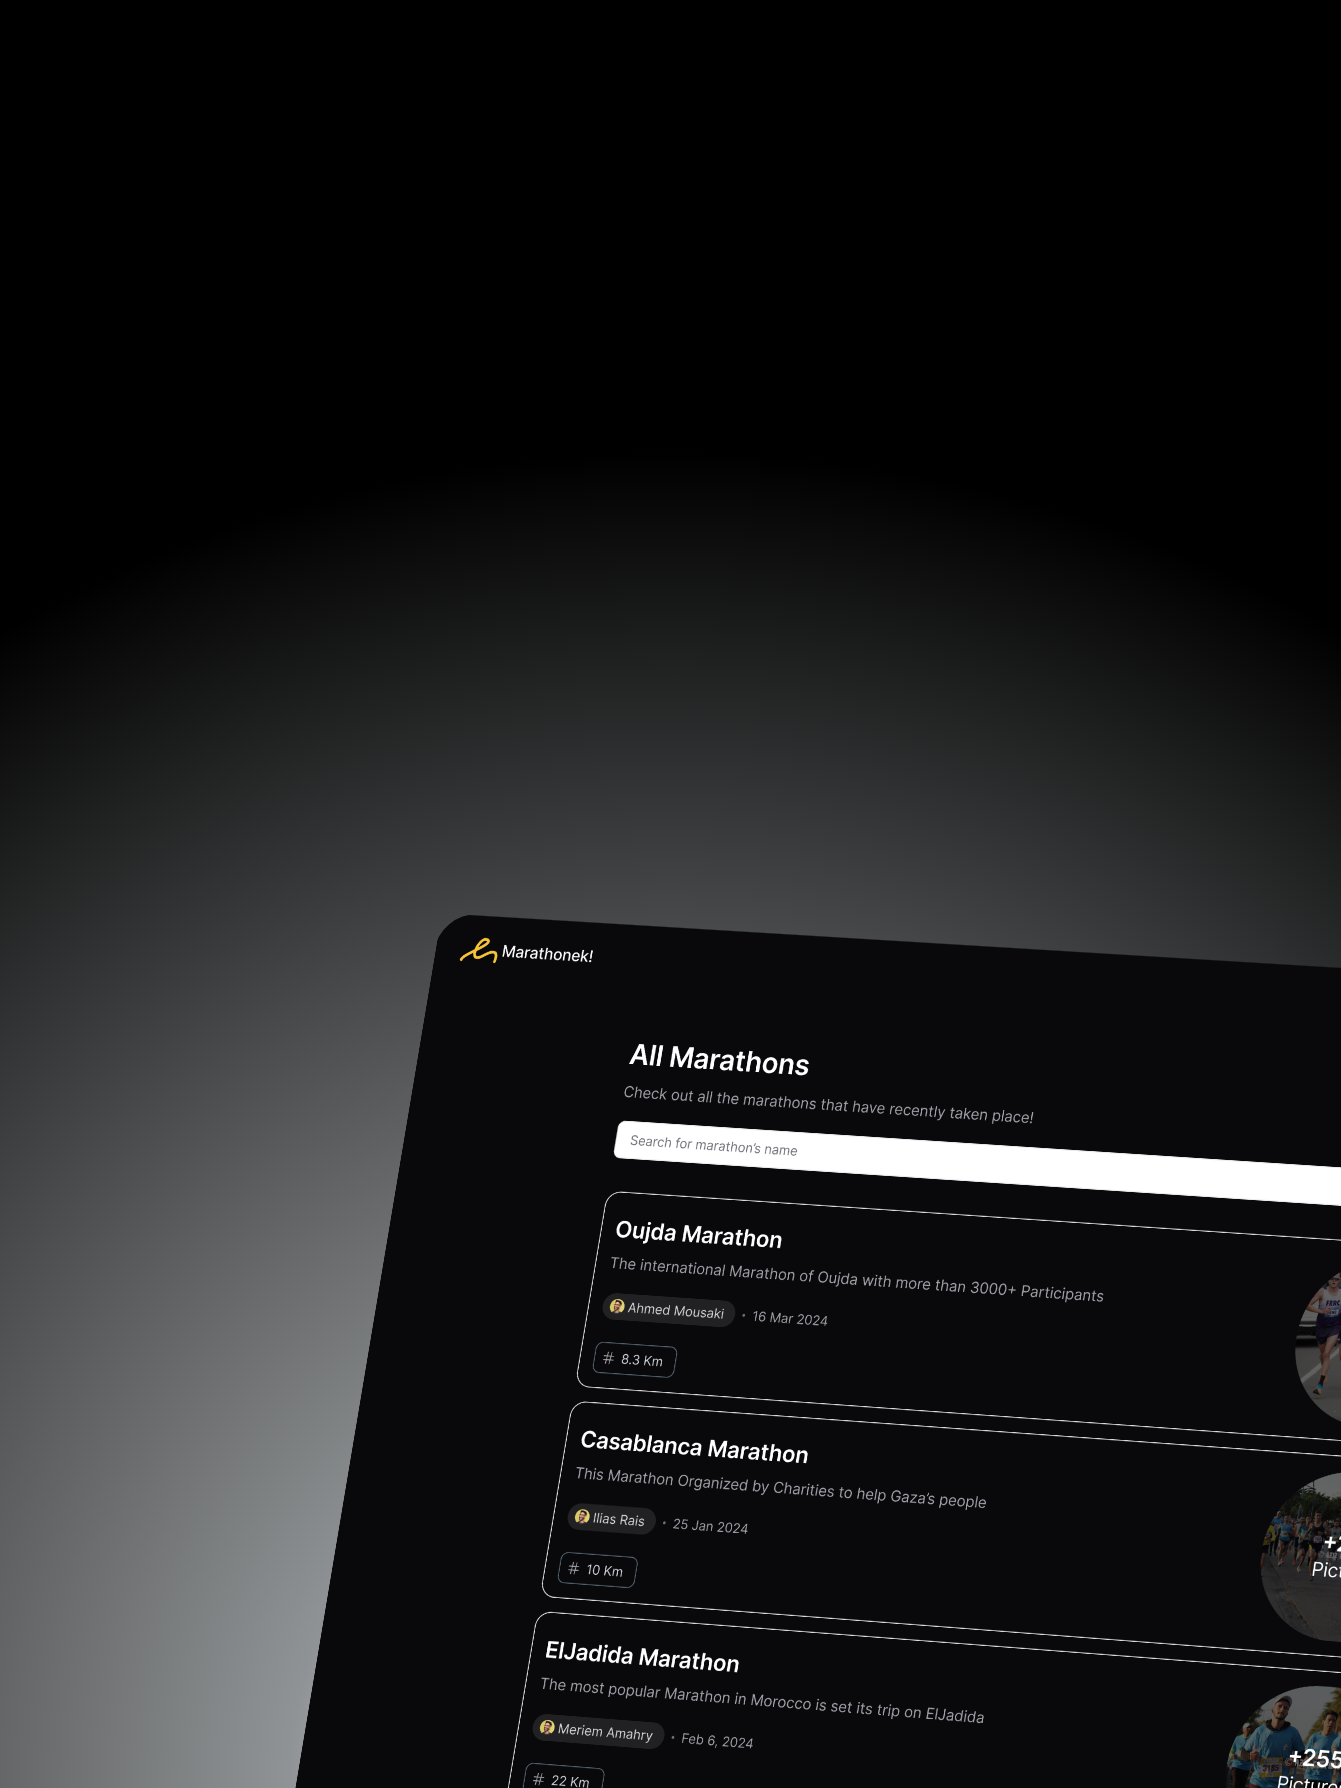 Marathonek!
All Marathons
Check out all the marathons that have recently taken place!
Search for marathon's name
Oujda Marathon
The international Marathon of Oujda with more than 3000+ Participants
Ahmed Mousaki • 16 Mar 2024
# 8.3 Km
Casablanca Marathon
This Marathon Organized by Charities to help Gaza's people
Ilias Rais • 25 Jan 2024
# 10 Km
ElJadida Marathon
The most popular Marathon in Morocco is set its trip on ElJadida
Meriem Amahry • Feb 6, 2024
+255
Picture
# 22 Km